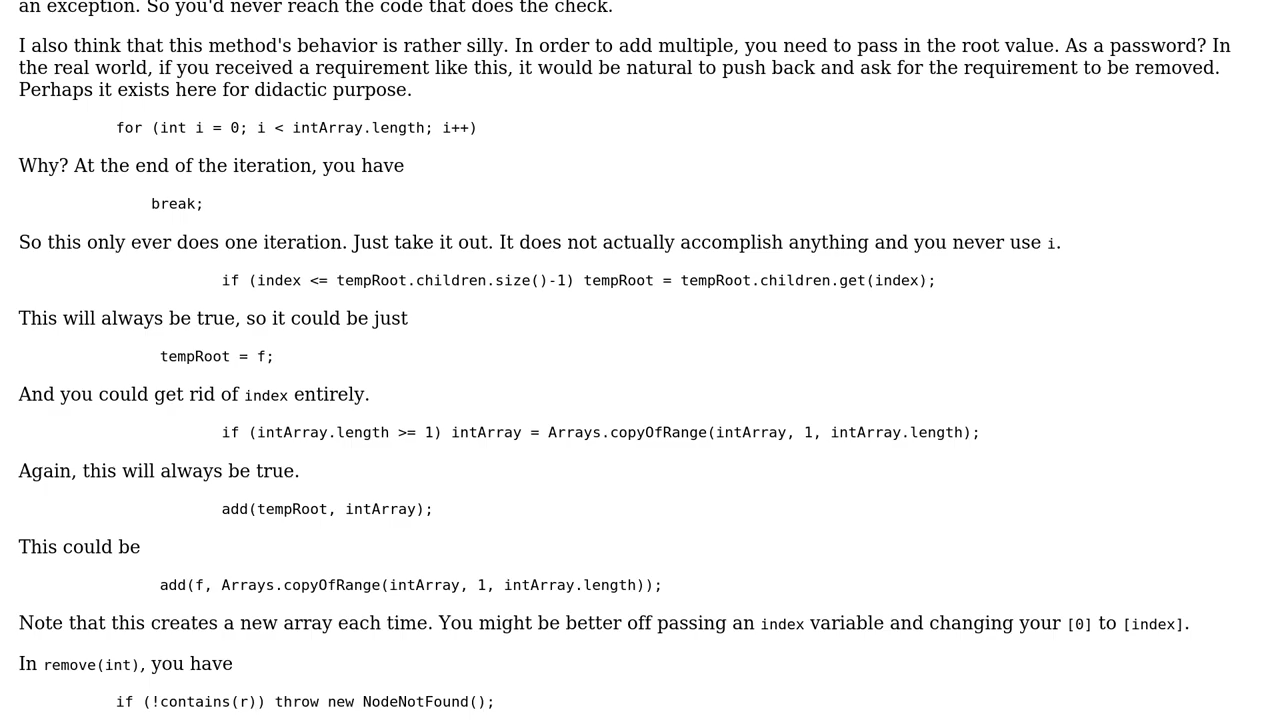 an exception. So you'd never reach the code that does the check.
I also think that this method's behavior is rather silly. In order to add multiple, you need to pass in the root value. As a password? In
the real world, if you received a requirement like this, it would be natural to push back and ask for the requirement to be removed.
Perhaps it exists here for didactic purpose.
for (int i = 0; i < intArray.length; i++)
Why? At the end of the iteration, you have
break;
So this only ever does one iteration. Just take it out. It does not actually accomplish anything and you never use i.
if (index <= tempRoot.children.size()-1) tempRoot = tempRoot.children.get(index);
This will always be true, so it could be just
tempRoot = f;
And you could get rid of index entirely.
if (intArray.length >= 1) intArray = Arrays.copyOfRange(intArray, 1, intArray.length);
Again, this will always be true.
add(tempRoot, intArray);
This could be
add(f, Arrays.copyOfRange(intArray, 1, intArray.length));
Note that this creates a new array each time. You might be better off passing an index variable and changing your [0] to [index].
In remove(int), you have
if (!contains(r)) throw new NodeNotFound();